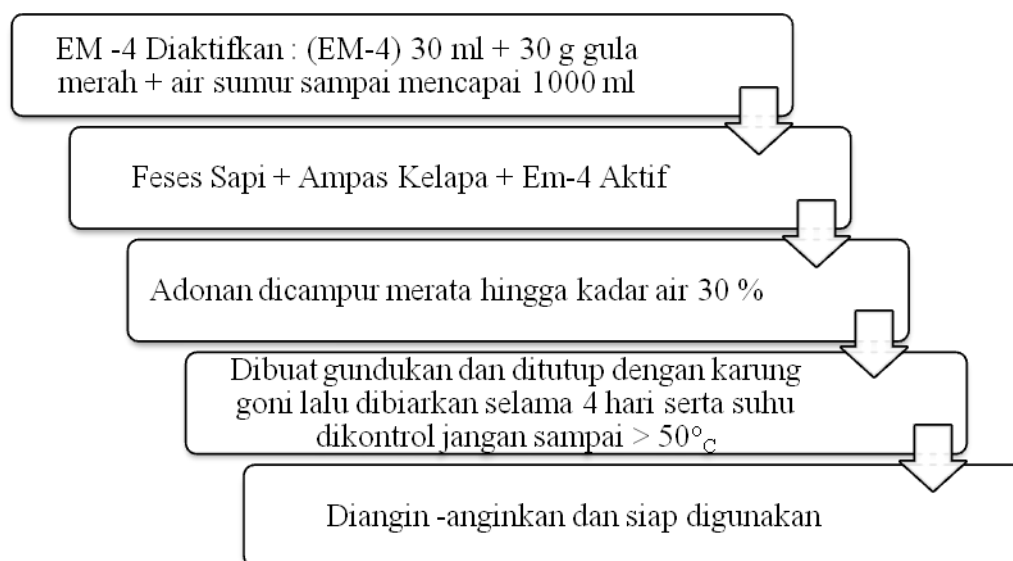 EM -4 Diaktifkan : (EM-4) 30 ml + 30 g gula
merah + air sumur sampai mencapai 1000 ml
Feses Sapi + Ampas Kelapa + Em-4 Aktif
Adonan dicampur merata hingga kadar air 30 %
Dibuat gundukan dan ditutup dengan karung
goni lalu dibiarkan selama 4 hari serta suhu
dikontrol jangan sampai > 50°C
Diangin -anginkan dan siap digunakan